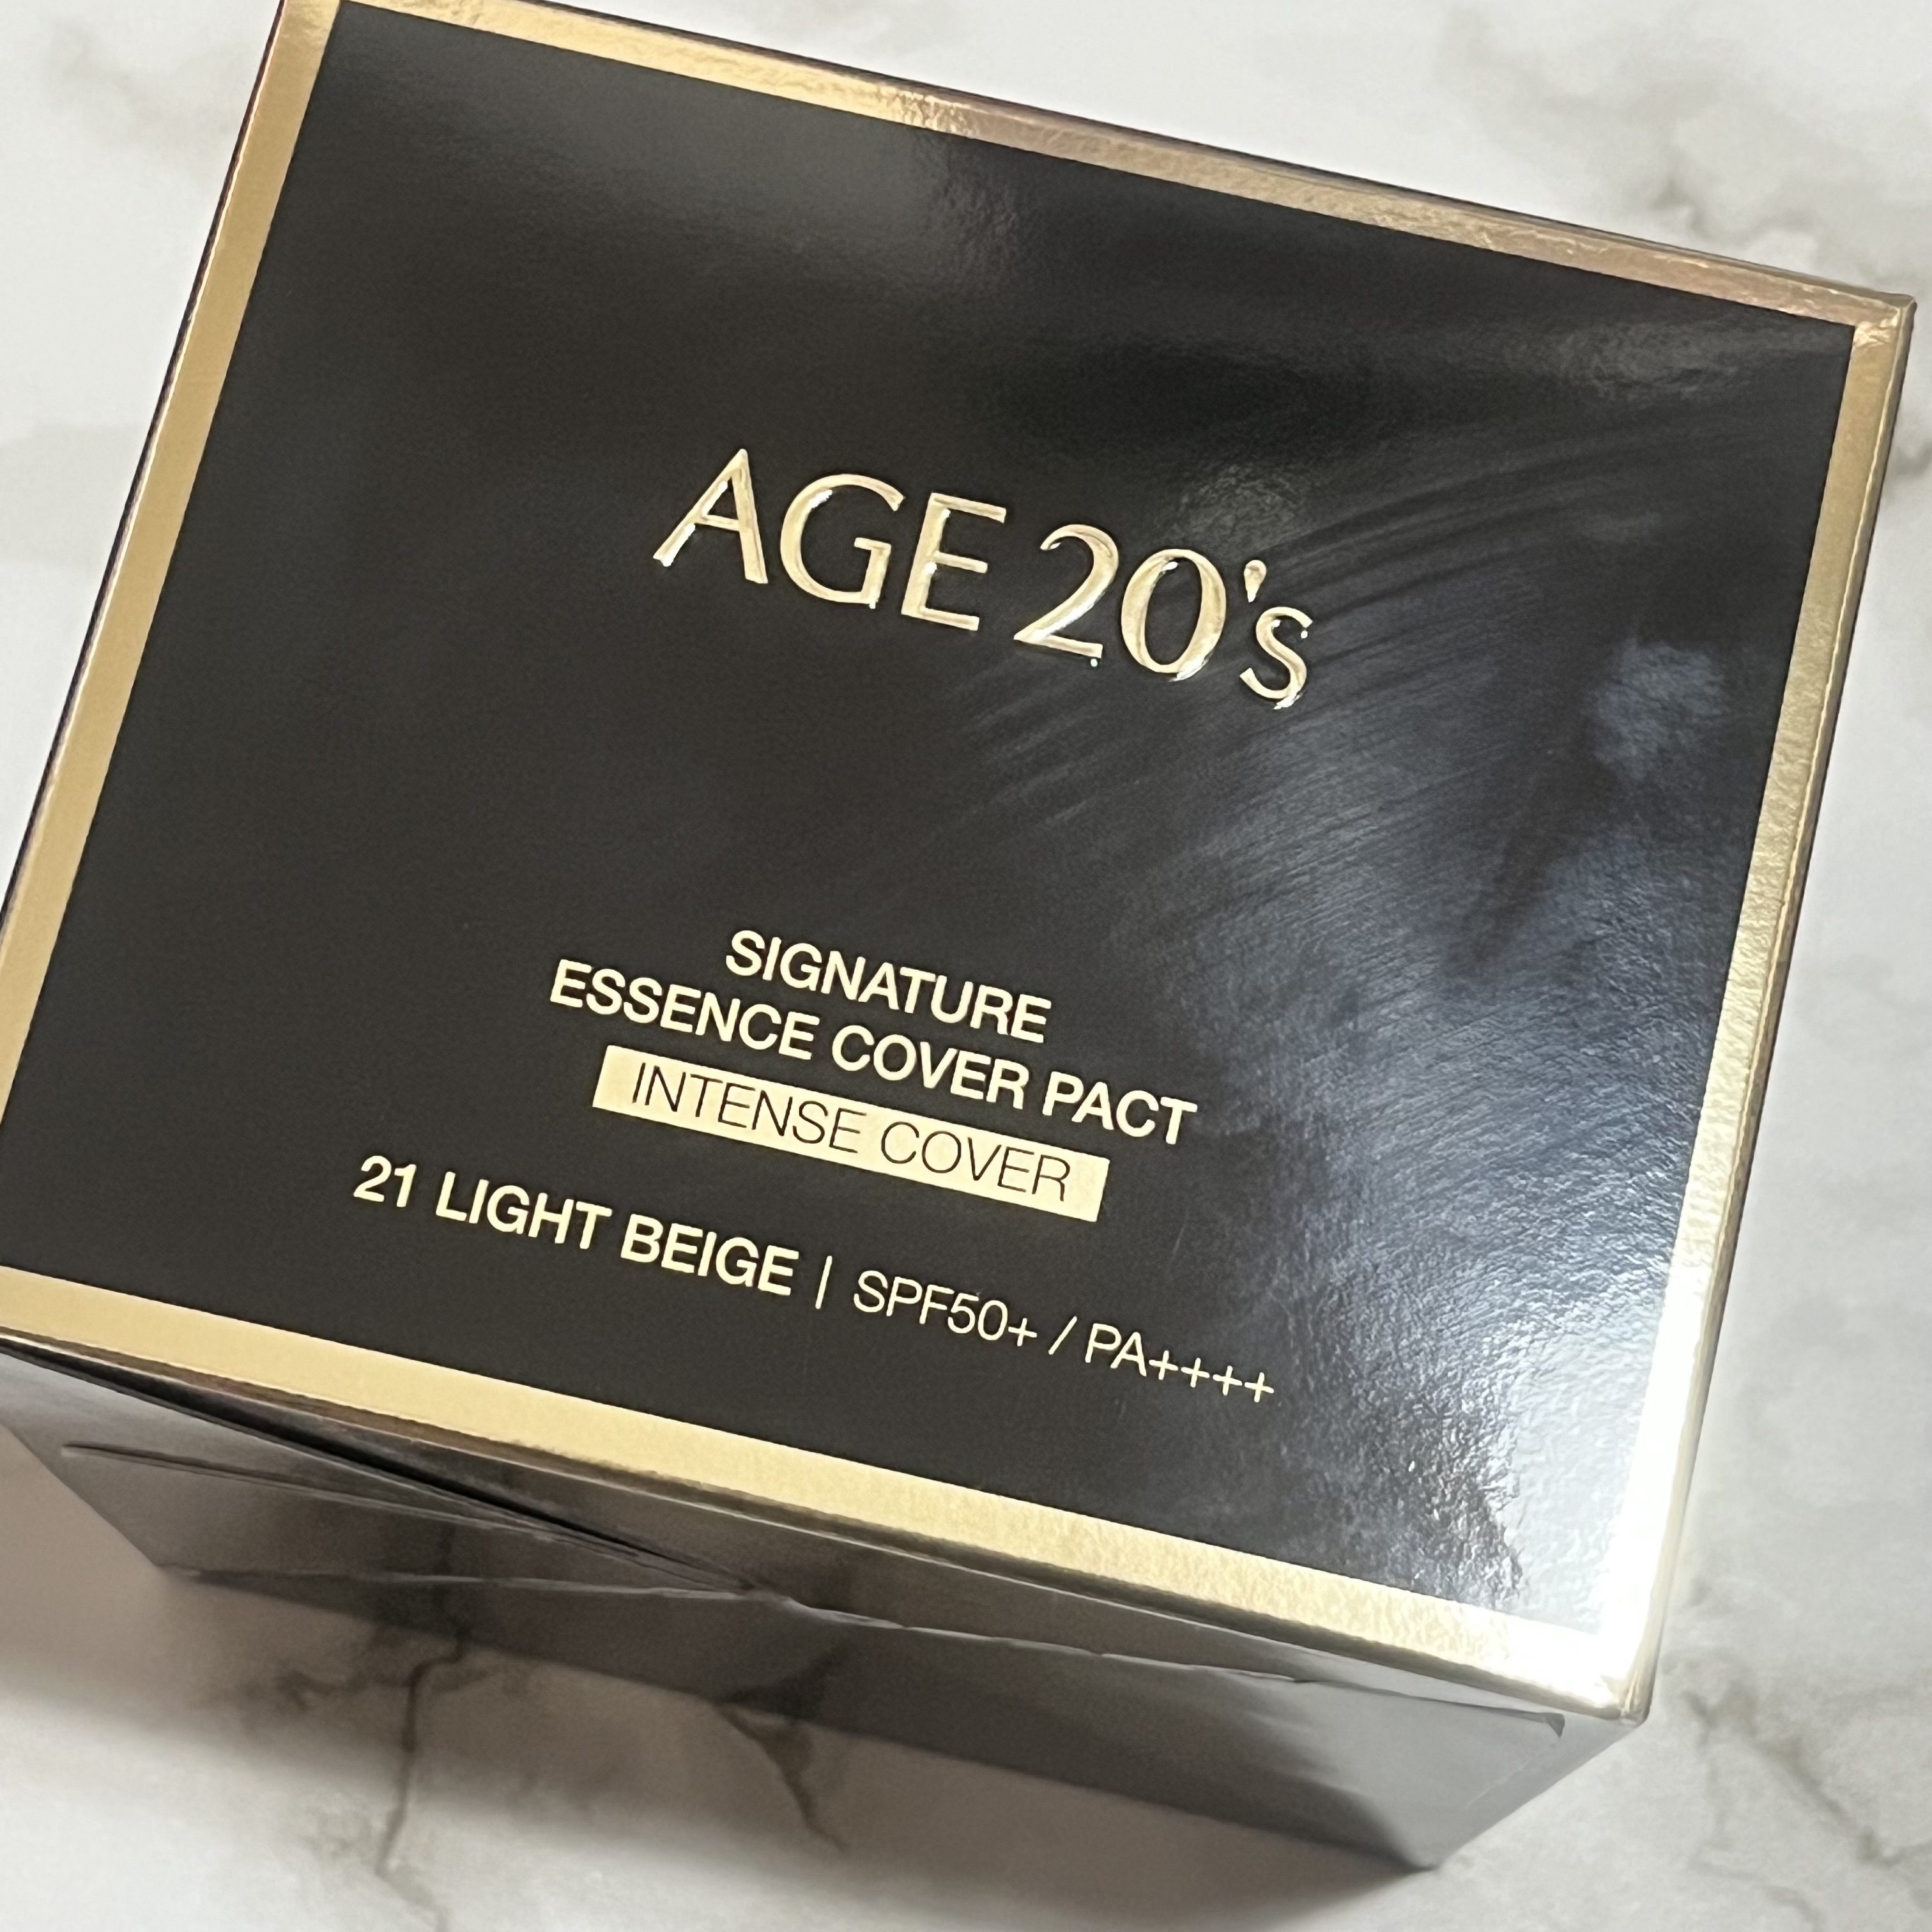 AGE 20's
SIGNATURE
ESSENCE COVER PACT
INTENSE COVER
21 LIGHT BEIGE | SPF50+ / PA++++